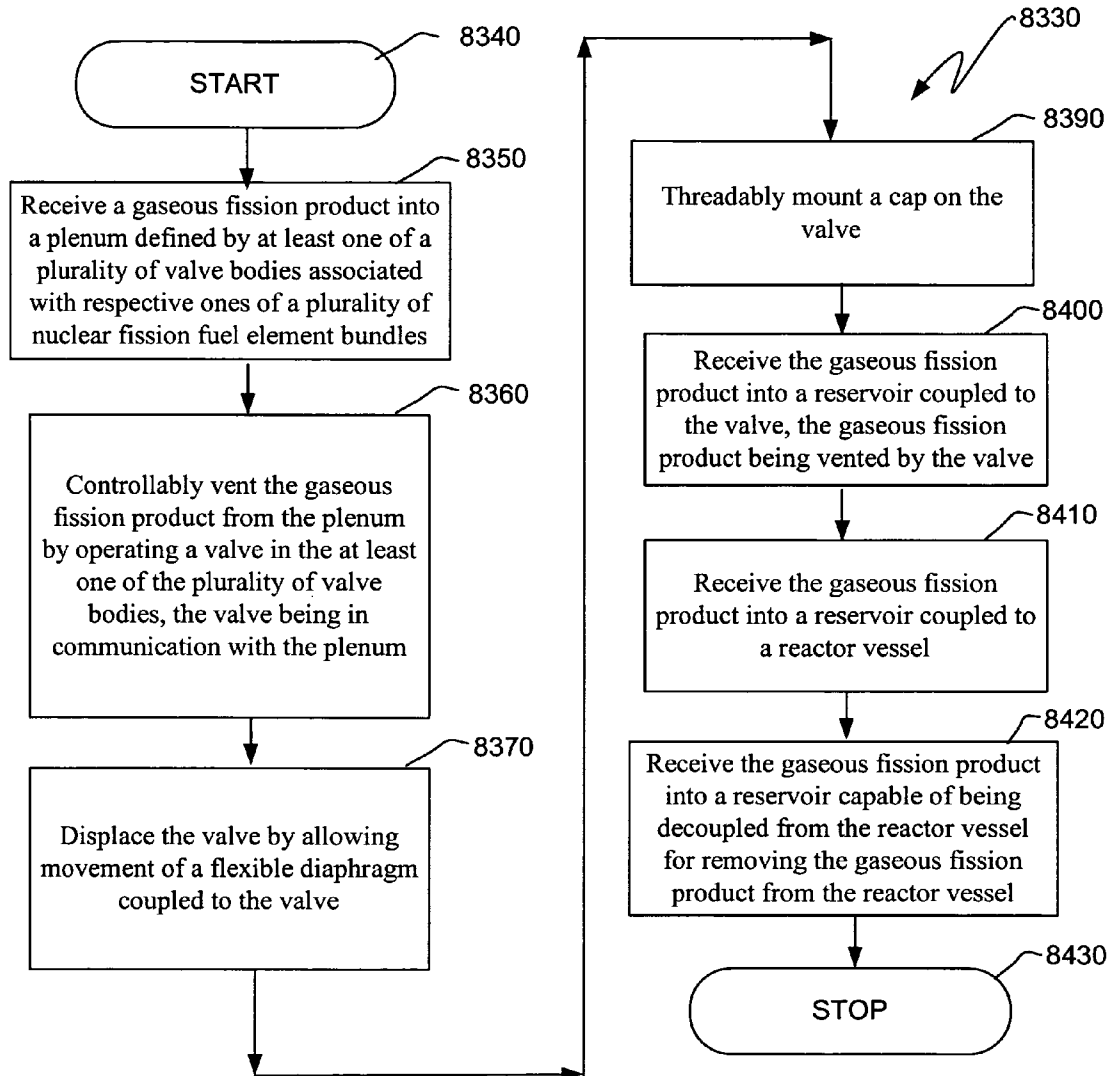 8340
START
8350
Receive a gaseous fission product into
a plenum defined by at least one of a
plurality of valve bodies associated
with respective ones of a plurality of
nuclear fission fuel element bundles
8360
Controllably vent the gaseous
fission product from the plenum
by operating a valve in the at least
one of the plurality of valve
bodies, the valve being in
communication with the plenum
8370
Displace the valve by allowing
movement of a flexible diaphragm
coupled to the valve
8330
8390
Threadably mount a cap on the
valve
8400
Receive the gaseous fission
product into a reservoir coupled to
the valve, the gaseous fission
product being vented by the valve
8410
Receive the gaseous fission
product into a reservoir coupled to
a reactor vessel
8420
Receive the gaseous fission product
into a reservoir capable of being
decoupled from the reactor vessel
for removing the gaseous fission
product from the reactor vessel
8430
STOP